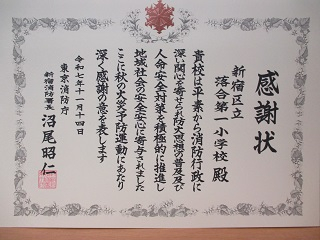 感謝状
新宿区立
落合第一小学校 殿
貴校は平素から消防行政に
深い関心を寄せられ防火思想の普及及び
人命安全対策を積極的に推進し
地域社会の安全安心に貢献されました
ここに秋の火災予防運動にあたり
深く感謝の意を表します
令和七年十一月十四日
東京消防庁
新宿消防署長 沼尾昭仁